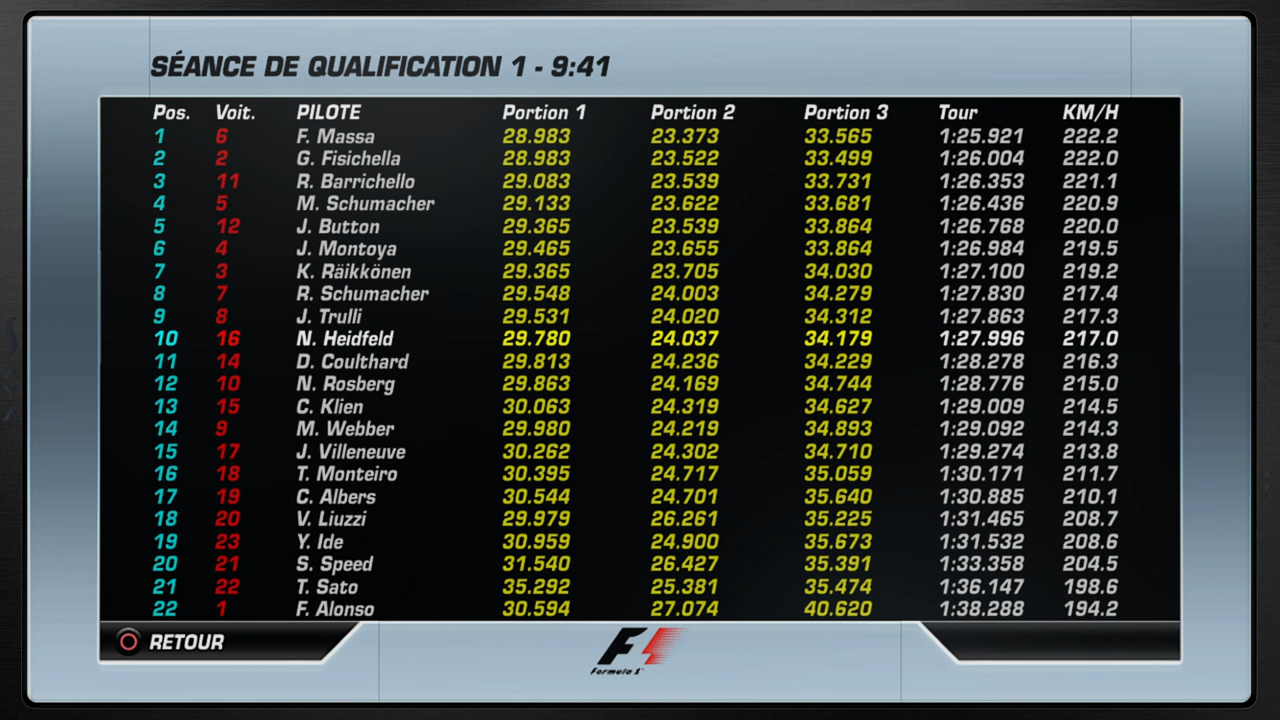 SÉANCE DE QUALIFICATION 1 - 9:41
Pos. Voit. PILOTE Portion 1 Portion 2 Portion 3 Tour KM/H
1 6 F. Massa 28.983 23.373 33.565 1:25.921 222.2
2 2 G. Fisichella 28.983 23.522 33.499 1:26.004 222.0
3 11 R. Barrichello 29.083 23.539 33.731 1:26.353 221.1
4 5 M. Schumacher 29.133 23.622 33.681 1:26.436 220.9
5 12 J. Button 29.365 23.539 33.864 1:26.768 220.0
6 4 J. Montoya 29.465 23.655 33.864 1:26.984 219.5
7 3 K. Räikkönen 29.365 23.705 34.030 1:27.100 219.2
8 7 R. Schumacher 29.548 24.003 34.279 1:27.830 217.4
9 8 J. Trulli 29.531 24.020 34.312 1:27.863 217.3
10 16 N. Heidfeld 29.780 24.037 34.179 1:27.996 217.0
11 14 D. Coulthard 29.813 24.236 34.229 1:28.278 216.3
12 10 N. Rosberg 29.863 24.169 34.744 1:28.776 215.0
13 15 C. Klien 30.063 24.319 34.627 1:29.009 214.5
14 9 M. Webber 29.980 24.219 34.893 1:29.092 214.3
15 17 J. Villeneuve 30.262 24.302 34.710 1:29.274 213.8
16 18 T. Monteiro 30.395 24.717 35.059 1:30.171 211.7
17 19 C. Albers 30.544 24.701 35.640 1:30.885 210.1
18 20 V. Liuzzi 29.979 26.261 35.225 1:31.465 208.7
19 23 Y. Ide 30.959 24.900 35.673 1:31.532 208.6
20 21 S. Speed 31.540 26.427 35.391 1:33.358 204.5
21 22 T. Sato 35.292 25.381 35.474 1:36.147 198.6
22 1 F. Alonso 30.594 27.074 40.620 1:38.288 194.2
RETOUR
F1
Formula 1